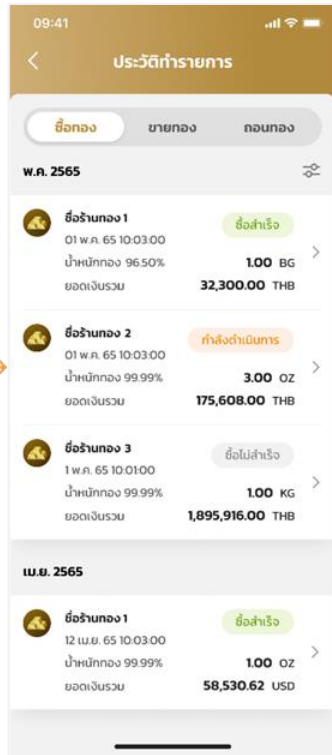 09:41
ประวัติทำรายการ
ซื้อทอง ขายทอง ถอนทอง
พ.ค. 2565
ชื่อร้านทอง 1 ซื้อสำเร็จ
01 พ.ค. 65 10:03:00
น้ำหนักทอง 96.50% 1.00 BG
ยอดเงินรวม 32,300.00 THB
ชื่อร้านทอง 2 กำลังดำเนินการ
01 พ.ค. 65 10:03:00
น้ำหนักทอง 99.99% 3.00 OZ
ยอดเงินรวม 175,608.00 THB
ชื่อร้านทอง 3 ซื้อไม่สำเร็จ
1 พ.ค. 65 10:01:00
น้ำหนักทอง 99.99% 1.00 KG
ยอดเงินรวม 1,895,916.00 THB
เม.ย. 2565
ชื่อร้านทอง 1 ซื้อสำเร็จ
12 เม.ย. 65 10:03:00
น้ำหนักทอง 99.99% 1.00 OZ
ยอดเงินรวม 58,530.62 USD